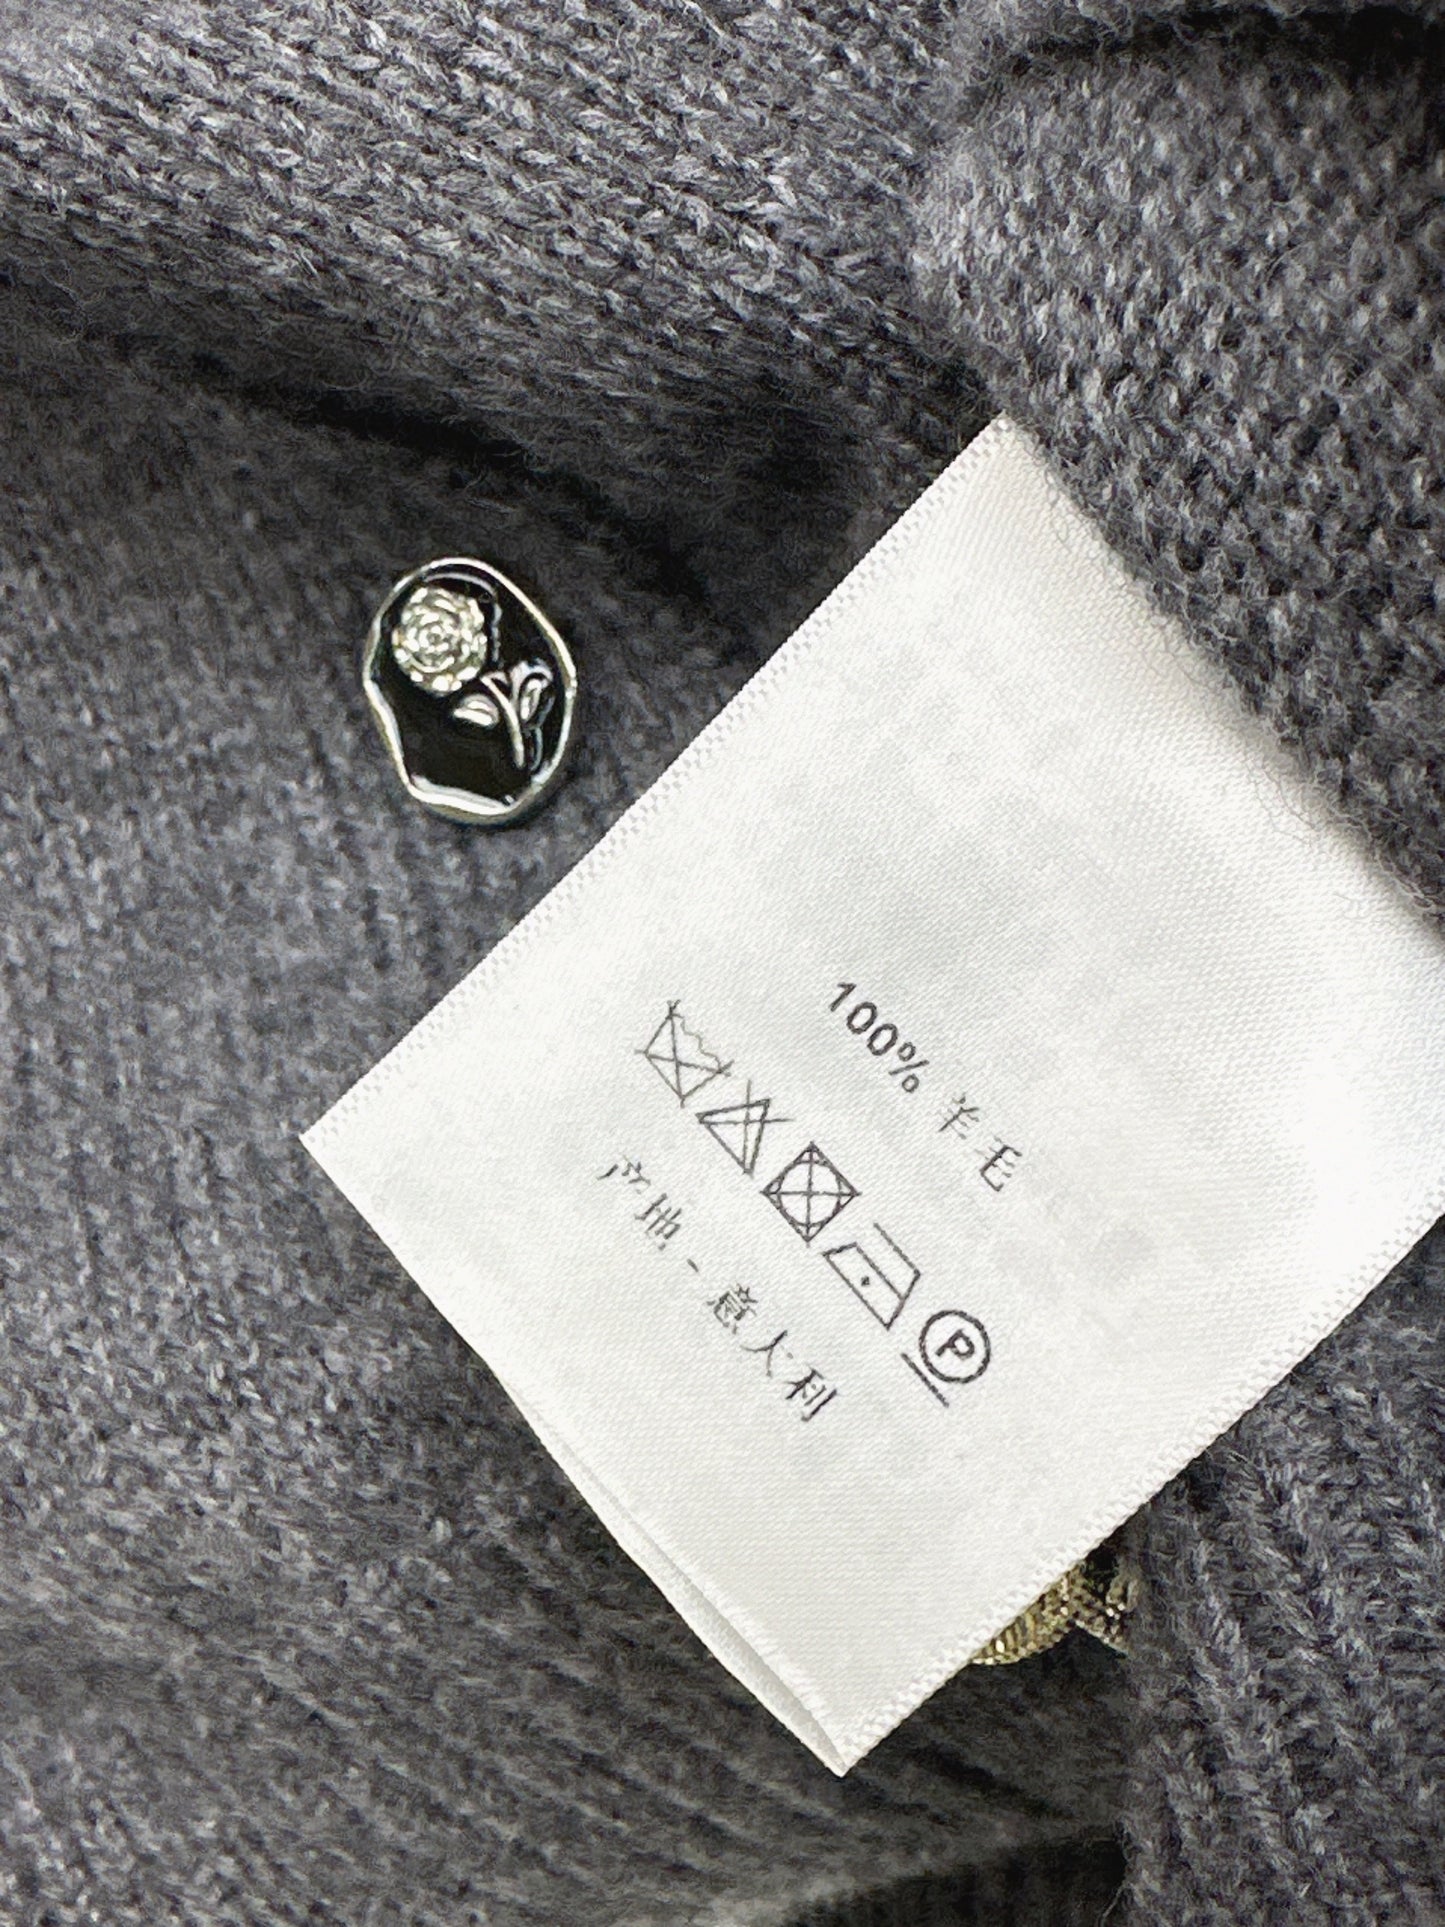 100% 羊毛
P
产地 - 意大利